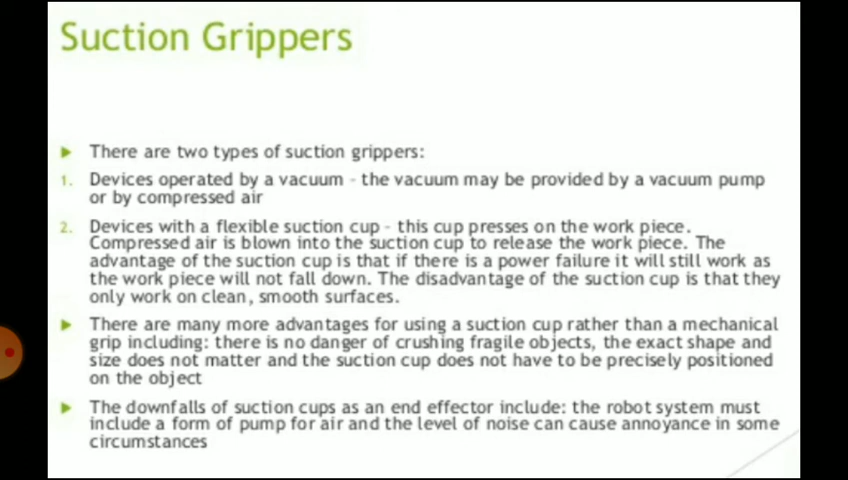 Suction Grippers
There are two types of suction grippers:
1. Devices operated by a vacuum - the vacuum may be provided by a vacuum pump
or by compressed air
2. Devices with a flexible suction cup - this cup presses on the work piece.
Compressed air is blown into the suction cup to release the work piece. The
advantage of the suction cup is that if there is a power failure it will still work as
the work piece will not fall down. The disadvantage of the suction cup is that they
only work on clean, smooth surfaces.
There are many more advantages for using a suction cup rather than a mechanical
grip including: there is no danger of crushing fragile objects, the exact shape and
size does not matter and the suction cup does not have to be precisely positioned
on the object
The downfalls of suction cups as an end effector include: the robot system must
include a form of pump for air and the level of noise can cause annoyance in some
circumstances